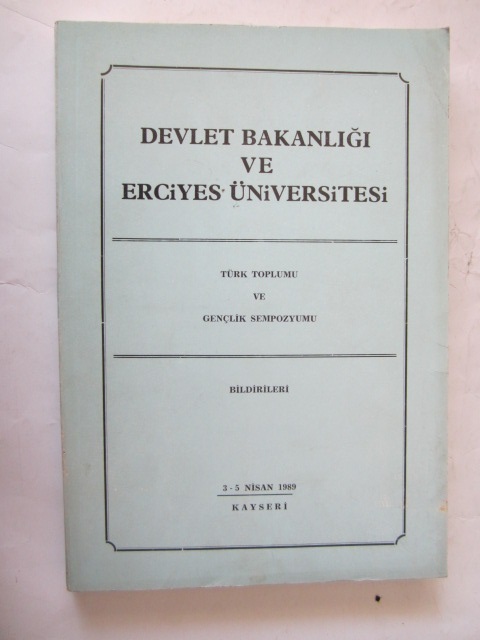 DEVLET BAKANLIĞI
VE
ERCiYES ÜNiVERSiTESi
TÜRK TOPLUMU
VE
GENÇLİK SEMPOZYUMU
BİLDİRİLERİ
3 - 5 NİSAN 1989
KAYSERİ